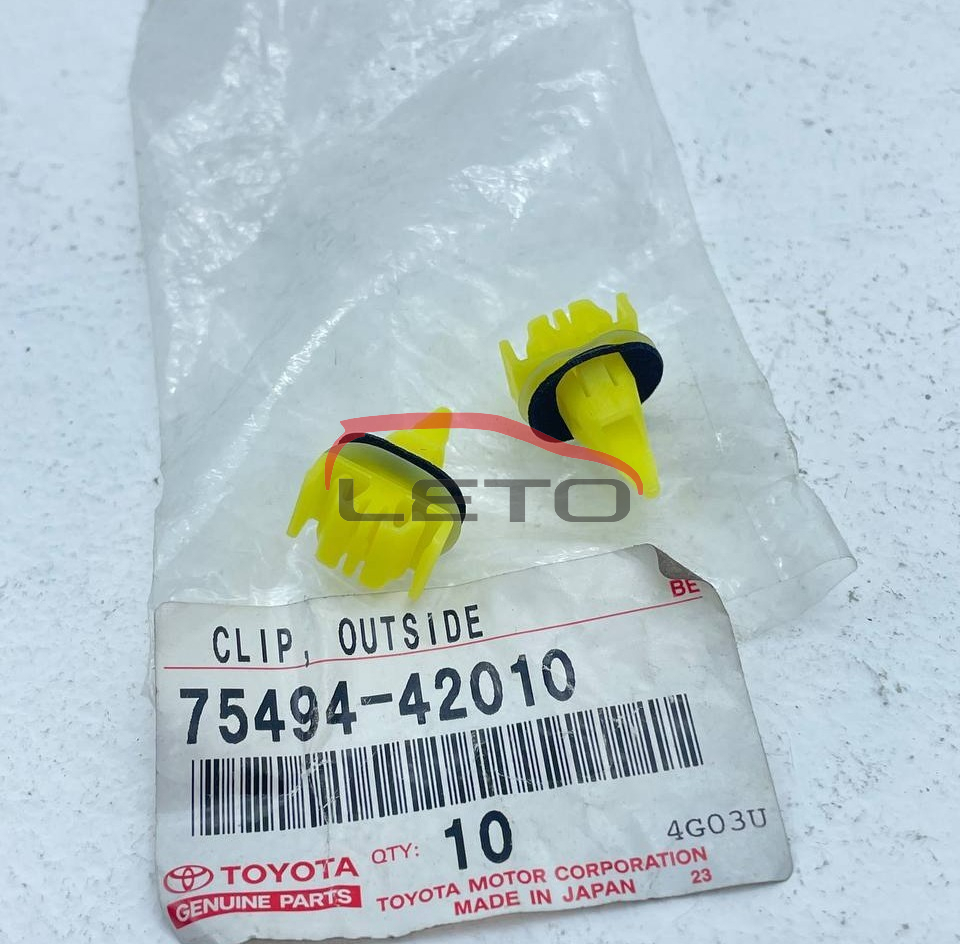 LETO
BE
CLIP, OUTSIDE
75494-42010
QTY: 10
4G03U
TOYOTA
GENUINE PARTS
TOYOTA MOTOR CORPORATION
MADE IN JAPAN 23